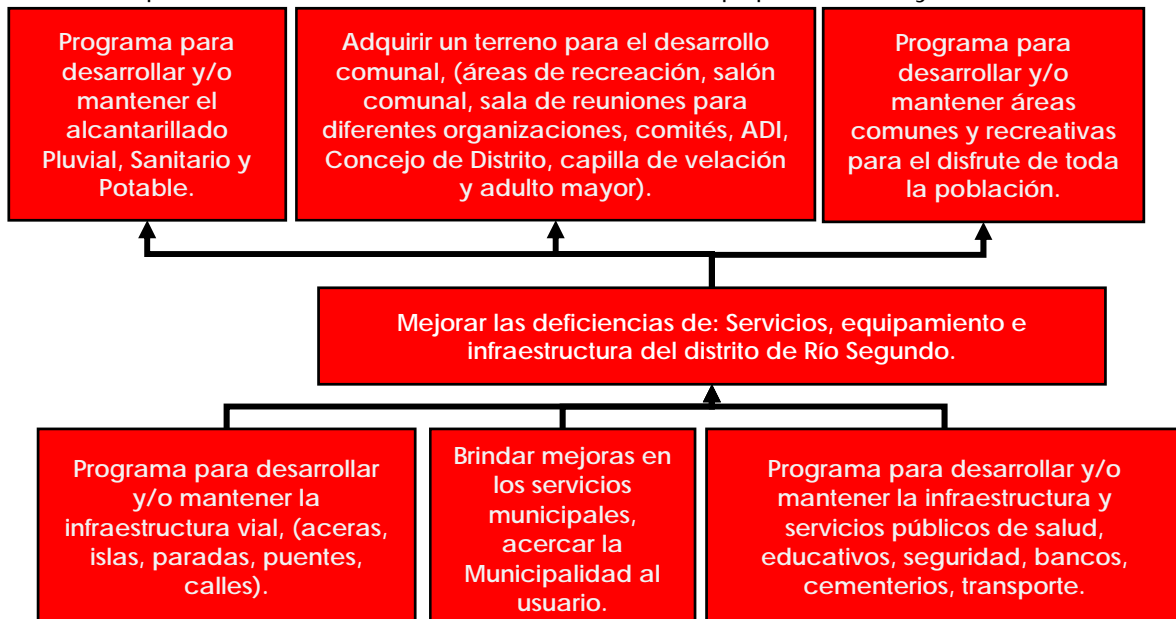 Programa para
desarrollar y/o
mantener el
alcantarillado
Pluvial, Sanitario y
Potable.
Adquirir un terreno para el desarrollo
comunal, (áreas de recreación, salón
comunal, sala de reuniones para
diferentes organizaciones, comités, ADI,
Concejo de Distrito, capilla de velación
y adulto mayor).
Programa para
desarrollar y/o
mantener áreas
comunes y recreativas
para el disfrute de toda
la población.
Mejorar las deficiencias de: Servicios, equipamiento e
infraestructura del distrito de Río Segundo.
Programa para desarrollar
y/o mantener la
infraestructura vial, (aceras,
islas, paradas, puentes,
calles).
Brindar mejoras en
los servicios
municipales,
acercar la
Municipalidad al
usuario.
Programa para desarrollar y/o
mantener la infraestructura y
servicios públicos de salud,
educativos, seguridad, bancos,
cementerios, transporte.